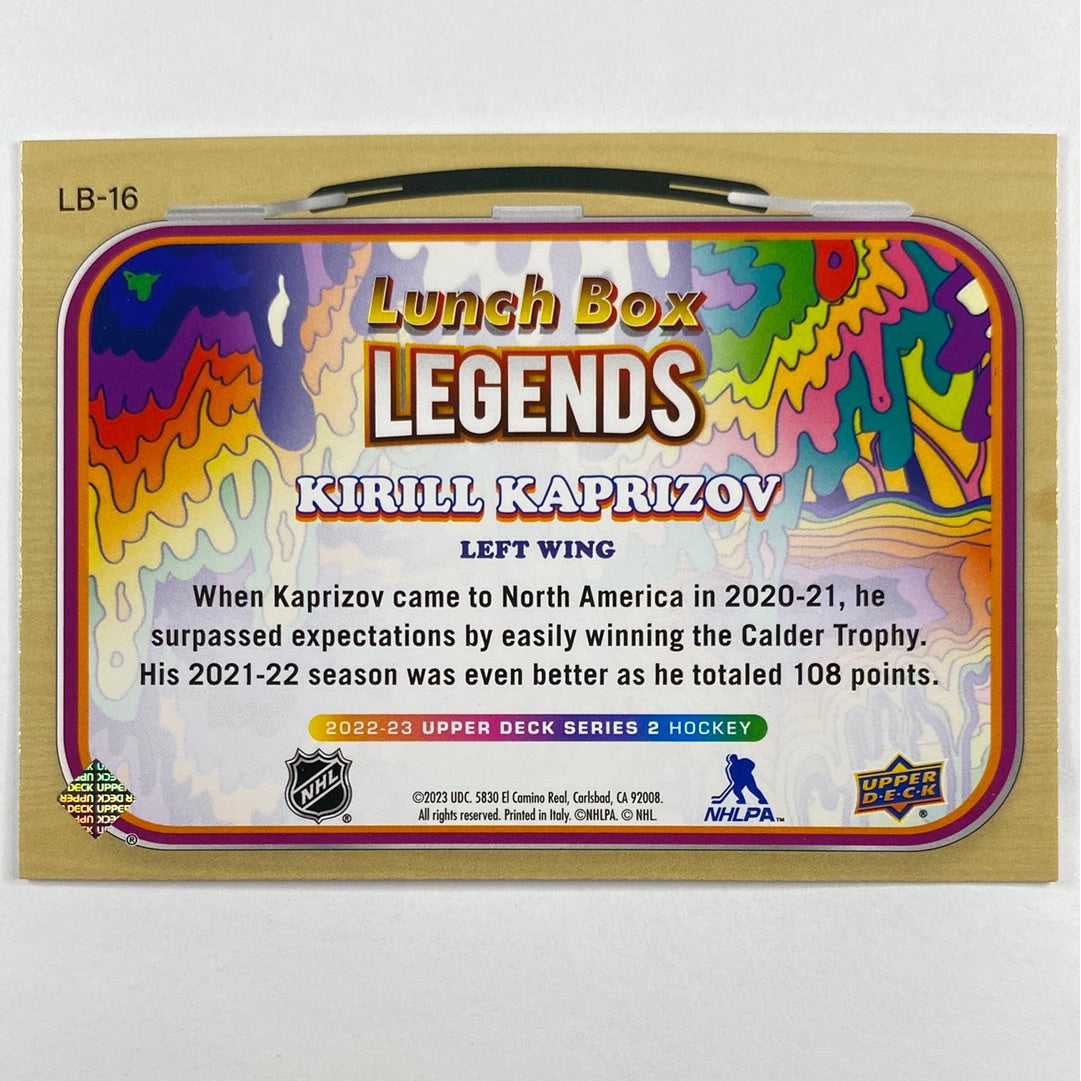 LB-16
Lunch Box
LEGENDS
KIRILL KAPRIZOV
LEFT WING
When Kaprizov came to North America in 2020-21, he
surpassed expectations by easily winning the Calder Trophy.
His 2021-22 season was even better as he totaled 108 points.
2022-23 UPPER DECK SERIES 2 HOCKEY
NHL
®
©2023 UDC. 5830 El Camino Real, Carlsbad, CA 92008.
All rights reserved. Printed in Italy. ©NHLPA. © NHL.
NHLPA™
UPPER
D•E•C•K
®
DECK UPPER
®